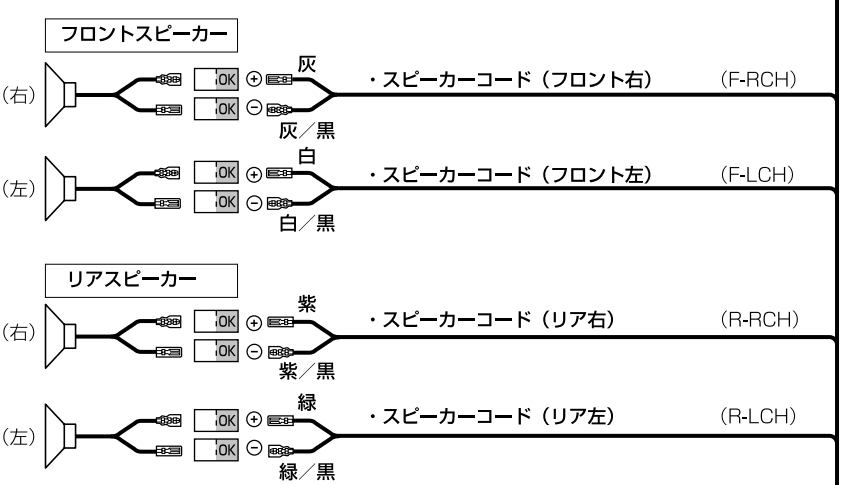 フロントスピーカー
灰
(右) OK ⊕ ・スピーカーコード（フロント右） (F-RCH)
OK ⊖
灰／黒
白
(左) OK ⊕ ・スピーカーコード（フロント左） (F-LCH)
OK ⊖
白／黒
リアスピーカー
紫
(右) OK ⊕ ・スピーカーコード（リア右） (R-RCH)
OK ⊖
紫／黒
緑
(左) OK ⊕ ・スピーカーコード（リア左） (R-LCH)
OK ⊖
緑／黒